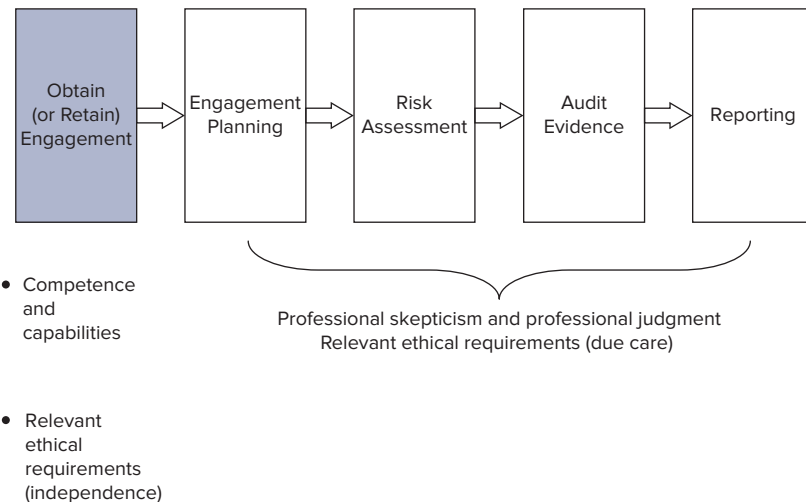 Obtain
(or Retain)
Engagement
Engagement
Planning
Risk
Assessment
Audit
Evidence
Reporting
• Competence
and
capabilities
Professional skepticism and professional judgment
Relevant ethical requirements (due care)
• Relevant
ethical
requirements
(independence)